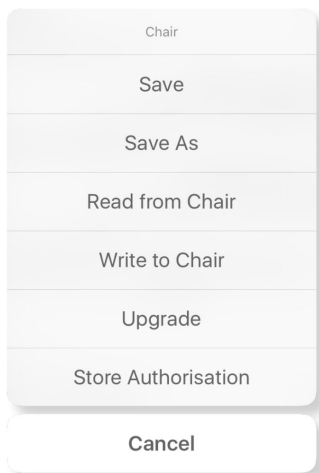 Chair
Save
Save As
Read from Chair
Write to Chair
Upgrade
Store Authorisation
Cancel